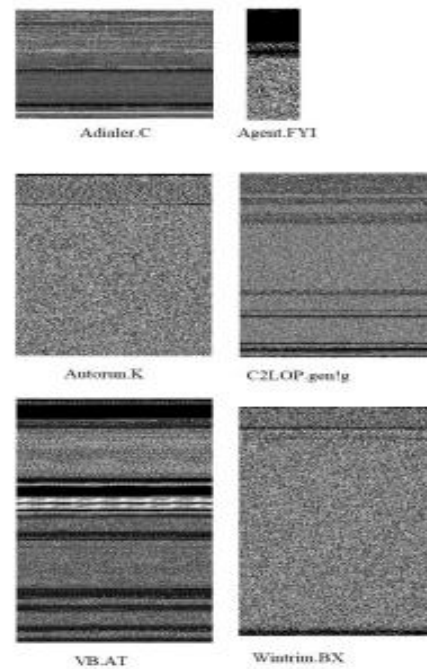 Adialer.C
Agent.FYI
Autorun.K
C2LOP.gen!g
VB.AT
Wintrim.BX